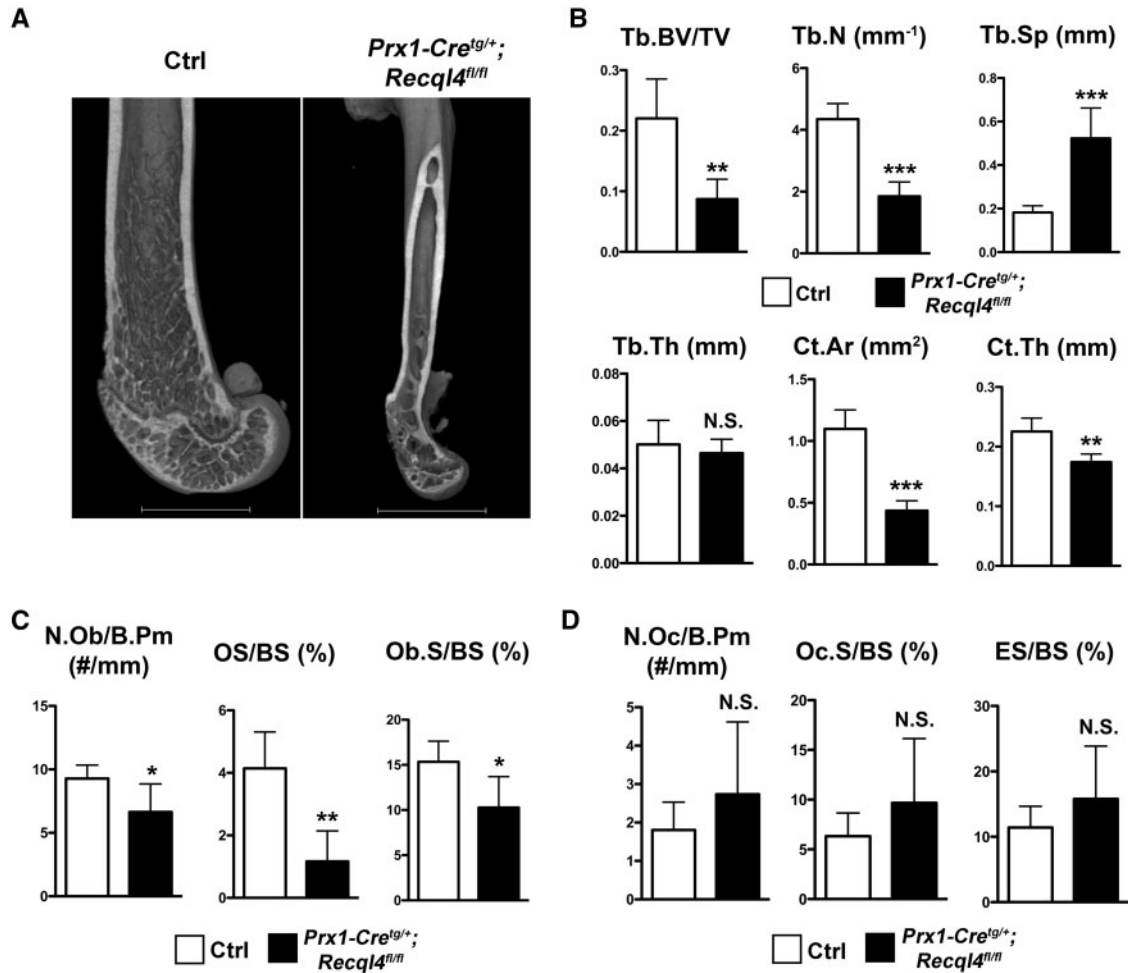 A
Ctrl
Prx1-Cretg/+;
Recql4fl/fl
B
Tb.BV/TV
0.3
0.2
0.1
0.0
**
Tb.N (mm-1)
6
4
2
0
***
Tb.Sp (mm)
0.8
0.6
0.4
0.2
0.0
***
Ctrl
Prx1-Cretg/+;
Recql4fl/fl
Tb.Th (mm)
0.08
0.06
0.04
0.02
0.00
N.S.
Ct.Ar (mm2)
1.5
1.0
0.5
0.0
***
Ct.Th (mm)
0.3
0.2
0.1
0.0
**
C
N.Ob/B.Pm
(#/mm)
15
10
5
0
*
OS/BS (%)
6
4
2
0
**
Ob.S/BS (%)
20
15
10
5
0
*
Ctrl
Prx1-Cretg/+;
Recql4fl/fl
D
N.Oc/B.Pm
(#/mm)
5
4
3
2
1
0
N.S.
Oc.S/BS (%)
20
15
10
5
0
N.S.
ES/BS (%)
30
20
10
0
N.S.
Ctrl
Prx1-Cretg/+;
Recql4fl/fl